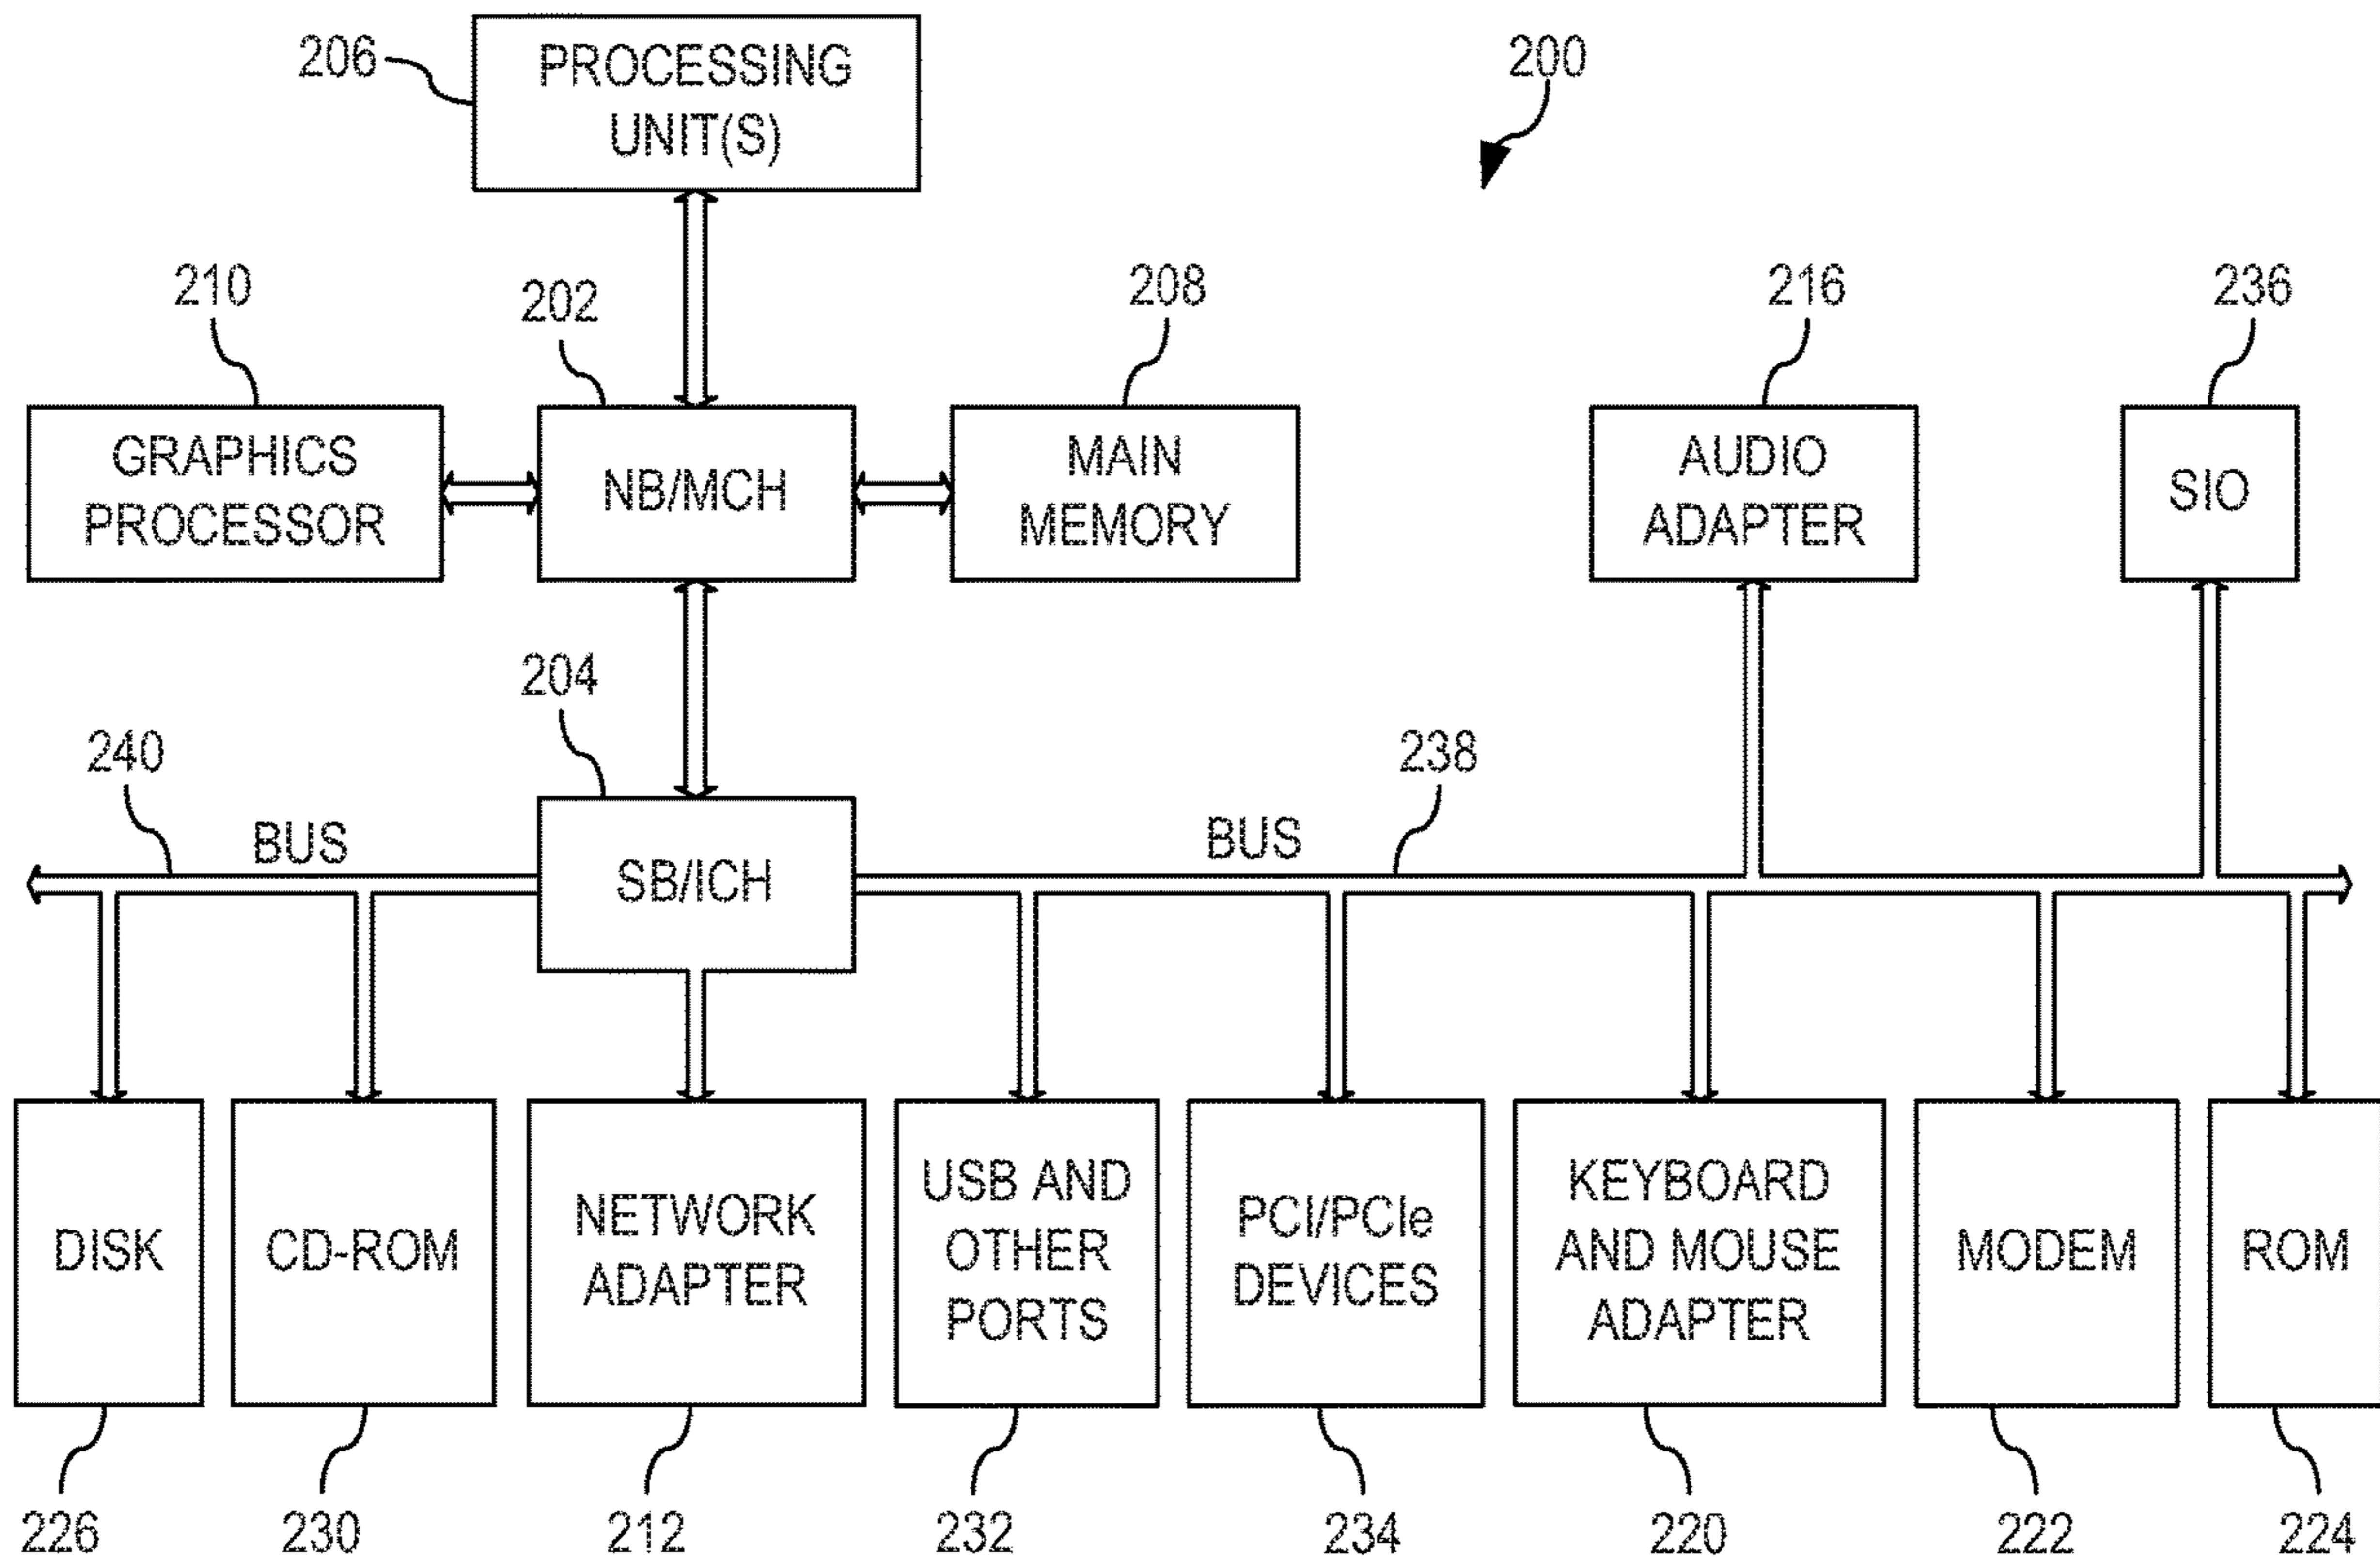 206
PROCESSING
UNIT(S)
200
210
202
208
216
236
GRAPHICS
PROCESSOR
NB/MCH
MAIN
MEMORY
AUDIO
ADAPTER
SIO
204
240
BUS
SB/ICH
BUS
238
DISK
CD-ROM
NETWORK
ADAPTER
USB AND
OTHER
PORTS
PCI/PCIe
DEVICES
KEYBOARD
AND MOUSE
ADAPTER
MODEM
ROM
226
230
212
232
234
220
222
224